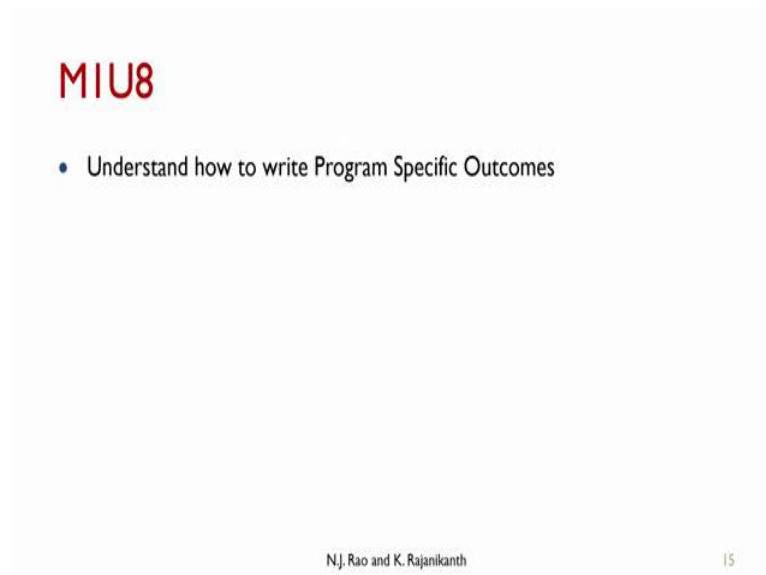 M1U8
• Understand how to write Program Specific Outcomes
N.J. Rao and K. Rajanikanth
15